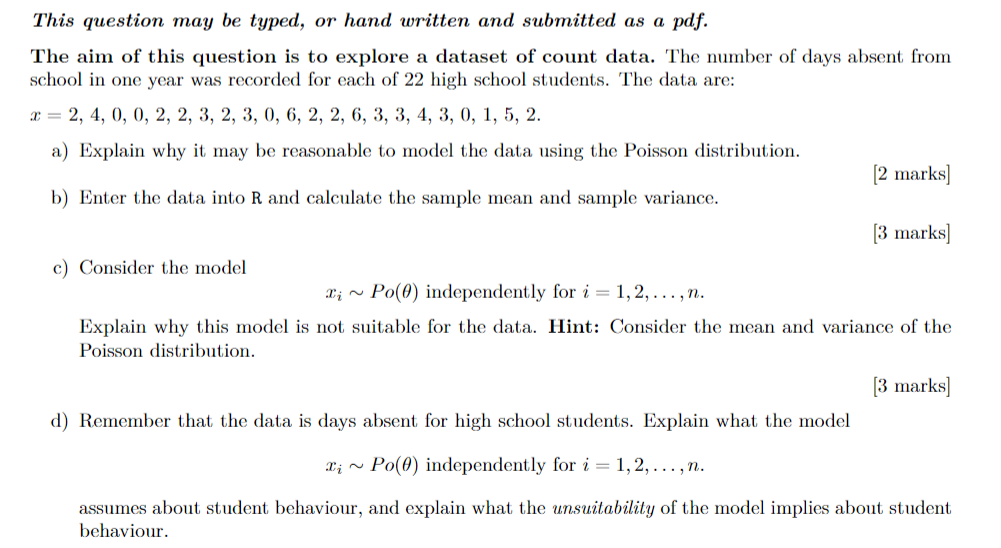 This question may be typed, or hand written and submitted as a pdf.
The aim of this question is to explore a dataset of count data. The number of days absent from
school in one year was recorded for each of 22 high school students. The data are:
x = 2, 4, 0, 0, 2, 2, 3, 2, 3, 0, 6, 2, 2, 6, 3, 3, 4, 3, 0, 1, 5, 2.
a) Explain why it may be reasonable to model the data using the Poisson distribution.
[2 marks]
b) Enter the data into R and calculate the sample mean and sample variance.
[3 marks]
c) Consider the model
xᵢ ∼ Po(θ) independently for i = 1, 2, . . . , n.
Explain why this model is not suitable for the data. Hint: Consider the mean and variance of the
Poisson distribution.
[3 marks]
d) Remember that the data is days absent for high school students. Explain what the model
xᵢ ∼ Po(θ) independently for i = 1, 2, . . . , n.
assumes about student behaviour, and explain what the unsuitability of the model implies about student
behaviour.